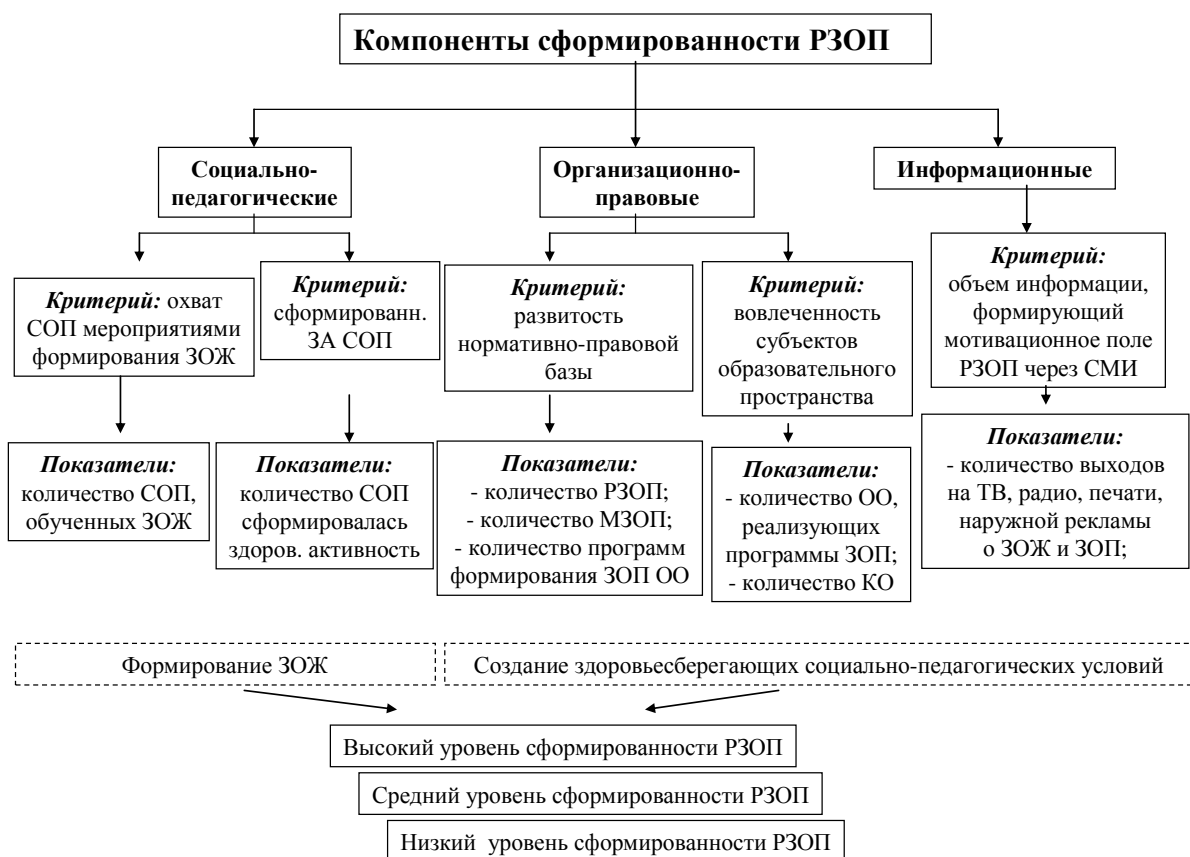 Компоненты сформированности РЗОП
Социально-
педагогические
Организационно-
правовые
Информационные
Критерий: охват
СОП мероприятиями
формирования ЗОЖ
Критерий:
сформированн.
ЗА СОП
Критерий:
развитость
нормативно-правовой
базы
Критерий:
вовлеченность
субъектов
образовательного
пространства
Критерий:
объем информации,
формирующий
мотивационное поле
РЗОП через СМИ
Показатели:
количество СОП,
обученных ЗОЖ
Показатели:
количество СОП
сформировалась
здоров. активность
Показатели:
- количество РЗОП;
- количество МЗОП;
- количество программ
формирования ЗОП ОО
Показатели:
- количество ОО,
реализующих
программы ЗОП;
- количество КО
Показатели:
- количество выходов
на ТВ, радио, печати,
наружной рекламы
о ЗОЖ и ЗОП;
Формирование ЗОЖ
Создание здоровьесберегающих социально-педагогических условий
Высокий уровень сформированности РЗОП
Средний уровень сформированности РЗОП
Низкий уровень сформированности РЗОП